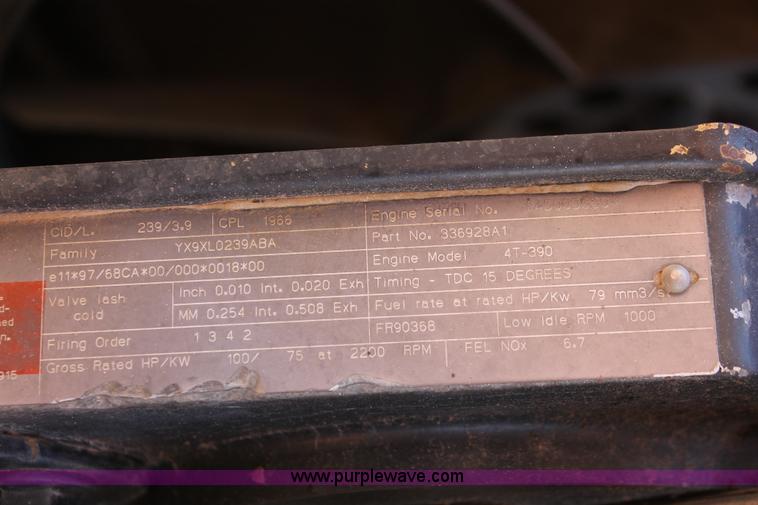 CID/L. 239/3.9 CPL 1966 Engine Serial No.
Family YX9XL0239ABA Part No. 336928A1
e11*97/68CA*00/000*0018*00 Engine Model 4T-390
Valve lash cold Inch 0.010 Int. 0.020 Exh Timing - TDC 15 DEGREES
MM 0.254 Int. 0.508 Exh Fuel rate at rated HP/Kw 79 mm3/s
Firing Order 1 3 4 2 FR90368 Low Idle RPM 1000
Gross Rated HP/KW 100/ 75 at 2200 RPM FEL NOx 6.7
915
www.purplewave.com